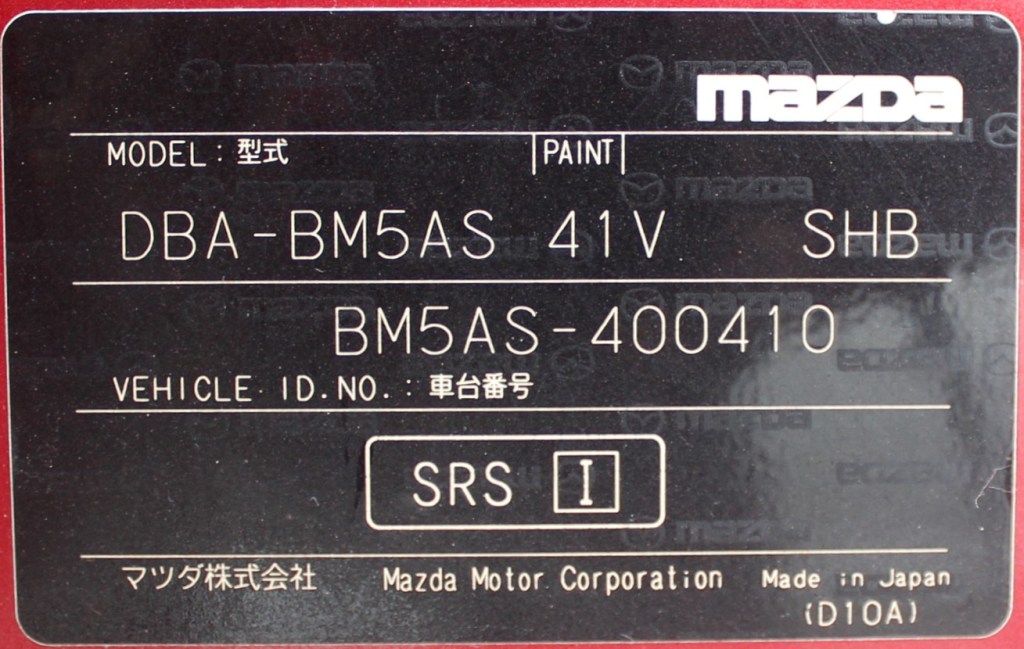 mazda
MODEL : 型式 PAINT
DBA-BM5AS 41V SHB
BM5AS-400410
VEHICLE ID.NO. : 車台番号
SRS I
マツダ株式会社 Mazda Motor Corporation Made in Japan
(D10A)